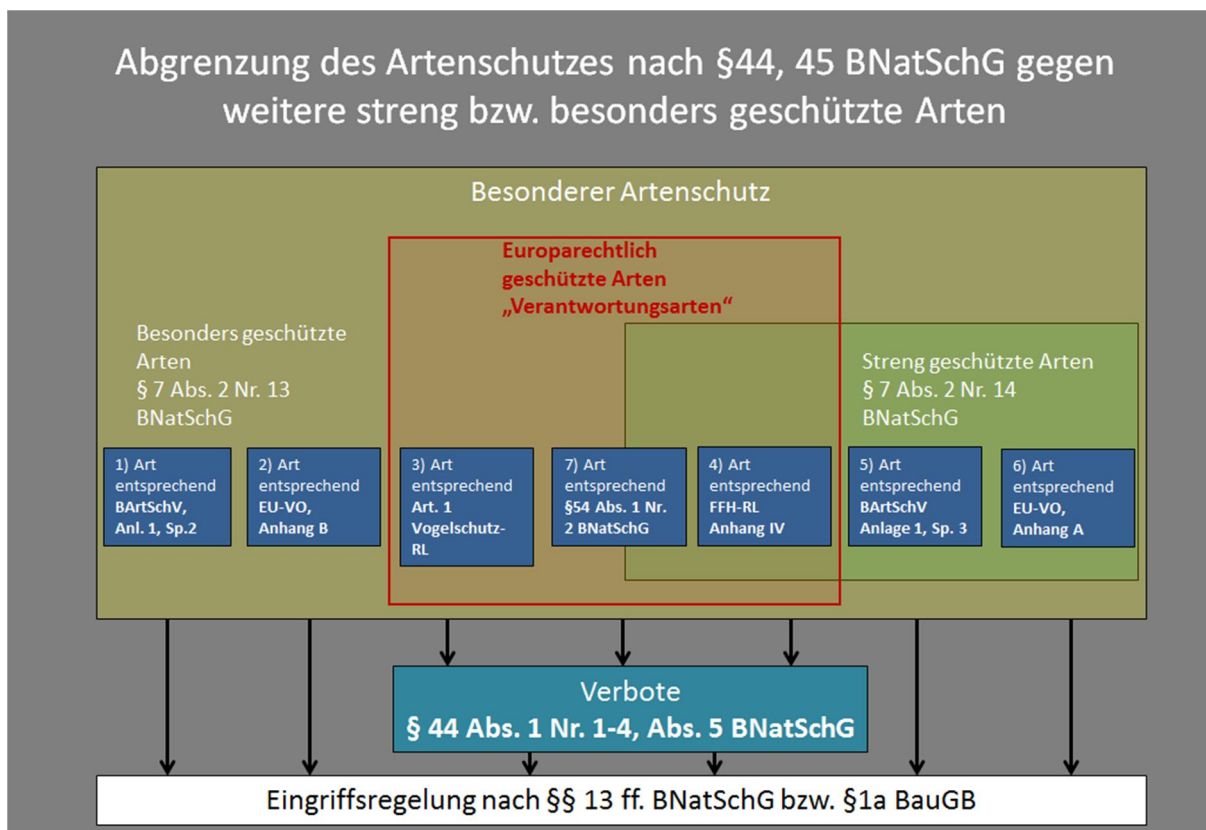 Abgrenzung des Artenschutzes nach §44, 45 BNatSchG gegen
weitere streng bzw. besonders geschützte Arten
Besonderer Artenschutz
Europarechtlich
geschützte Arten
„Verantwortungsarten“
Besonders geschützte
Arten
§ 7 Abs. 2 Nr. 13
BNatSchG
Streng geschützte Arten
§ 7 Abs. 2 Nr. 14
BNatSchG
1) Art
entsprechend
BArtSchV,
Anl. 1, Sp.2
2) Art
entsprechend
EU-VO,
Anhang B
3) Art
entsprechend
Art. 1
Vogelschutz-
RL
7) Art
entsprechend
§54 Abs. 1 Nr.
2 BNatSchG
4) Art
entsprechend
FFH-RL
Anhang IV
5) Art
entsprechend
BArtSchV
Anlage 1, Sp. 3
6) Art
entsprechend
EU-VO,
Anhang A
Verbote
§ 44 Abs. 1 Nr. 1-4, Abs. 5 BNatSchG
Eingriffsregelung nach §§ 13 ff. BNatSchG bzw. §1a BauGB